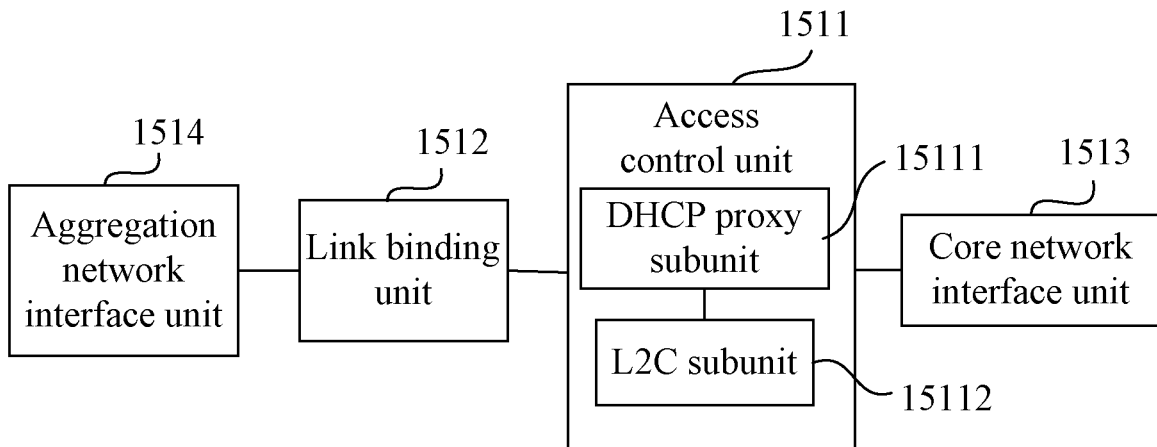 1511
1514
Access
1512
control unit
15111
1513
Aggregation
network
interface unit
Link binding
unit
DHCP proxy
subunit
Core network
interface unit
L2C subunit
15112